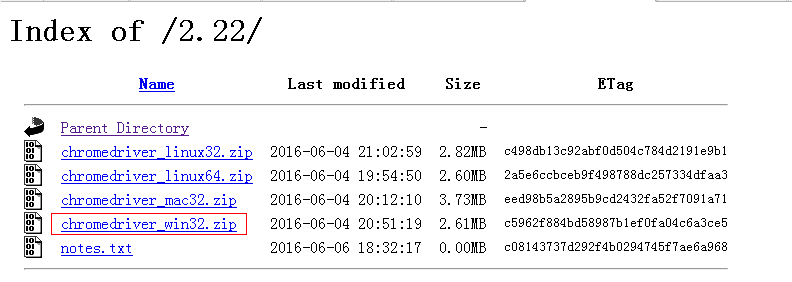 Index of /2.22/
Name Last modified Size ETag
Parent Directory -
chromedriver_linux32.zip 2016-06-04 21:02:59 2.82MB c498db13c92abf0d504c784d2191e9b1
chromedriver_linux64.zip 2016-06-04 19:54:50 2.60MB 2a5e6ccbceb9f498788dc257334dfaa3
chromedriver_mac32.zip 2016-06-04 20:12:10 3.73MB eed98b5a2895b9cd2432fa52f7091a71
chromedriver_win32.zip 2016-06-04 20:51:19 2.61MB c5962f884bd58987b1ef0fa04c6a3ce5
notes.txt 2016-06-06 18:32:17 0.00MB c08143737d292f4b0294745f7ae6a968